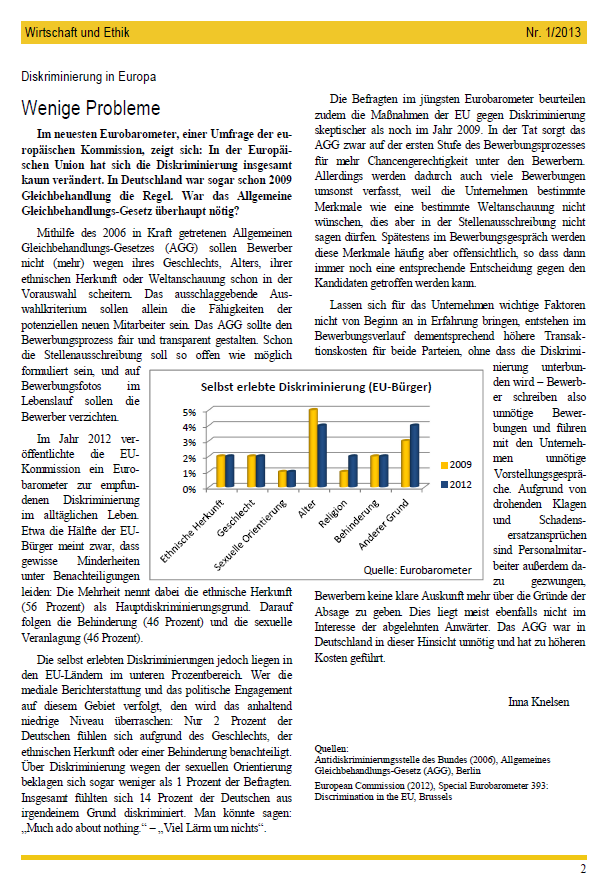 Wirtschaft und Ethik
Nr. 1/2013
Diskriminierung in Europa
Wenige Probleme
Im neuesten Eurobarometer, einer Umfrage der eu-
ropäischen Kommission, zeigt sich: In der Europäi-
schen Union hat sich die Diskriminierung insgesamt
kaum verändert. In Deutschland war sogar schon 2009
Gleichbehandlung die Regel. War das Allgemeine
Gleichbehandlungs-Gesetz überhaupt nötig?
Mithilfe des 2006 in Kraft getretenen Allgemeinen
Gleichbehandlungs-Gesetzes (AGG) sollen Bewerber
nicht (mehr) wegen ihres Geschlechts, Alters, ihrer
ethnischen Herkunft oder Weltanschauung schon in der
Vorauswahl scheitern. Das ausschlaggebende Aus-
wahlkriterium sollen allein die Fähigkeiten der
potenziellen neuen Mitarbeiter sein. Das AGG sollte den
Bewerbungsprozess fair und transparent gestalten. Schon
die Stellenausschreibung soll so offen wie möglich
formuliert sein, und auf
Bewerbungsfotos im
Lebenslauf sollen die
Bewerber verzichten.
Im Jahr 2012 ver-
öffentlichte die EU-
Kommission ein Euro-
barometer zur empfun-
denen Diskriminierung
im alltäglichen Leben.
Etwa die Hälfte der EU-
Bürger meint zwar, dass
gewisse Minderheiten
unter Benachteiligungen
leiden: Die Mehrheit nennt dabei die ethnische Herkunft
(56 Prozent) als Hauptdiskriminierungsgrund. Darauf
folgen die Behinderung (46 Prozent) und die sexuelle
Veranlagung (46 Prozent).
Die selbst erlebten Diskriminierungen jedoch liegen in
den EU-Ländern im unteren Prozentbereich. Wer die
mediale Berichterstattung und das politische Engagement
auf diesem Gebiet verfolgt, den wird das anhaltend
niedrige Niveau überraschen: Nur 2 Prozent der
Deutschen fühlen sich aufgrund des Geschlechts, der
ethnischen Herkunft oder einer Behinderung benachteiligt.
Über Diskriminierung wegen der sexuellen Orientierung
beklagen sich sogar weniger als 1 Prozent der Befragten.
Insgesamt fühlten sich 14 Prozent der Deutschen aus
irgendeinem Grund diskriminiert. Man könnte sagen:
„Much ado about nothing.“ – „Viel Lärm um nichts“.
Die Befragten im jüngsten Eurobarometer beurteilen
zudem die Maßnahmen der EU gegen Diskriminierung
skeptischer als noch im Jahr 2009. In der Tat sorgt das
AGG zwar auf der ersten Stufe des Bewerbungsprozesses
für mehr Chancengerechtigkeit unter den Bewerbern.
Allerdings werden dadurch auch viele Bewerbungen
umsonst verfasst, weil die Unternehmen bestimmte
Merkmale wie eine bestimmte Weltanschauung nicht
wünschen, dies aber in der Stellenausschreibung nicht
sagen dürfen. Spätestens im Bewerbungsgespräch werden
diese Merkmale häufig aber offensichtlich, so dass dann
immer noch eine entsprechende Entscheidung gegen den
Kandidaten getroffen werden kann.
Lassen sich für das Unternehmen wichtige Faktoren
nicht von Beginn an in Erfahrung bringen, entstehen im
Bewerbungsverlauf dementsprechend höhere Transak-
tionskosten für beide Parteien, ohne dass die Diskrimi-
nierung unterbun-
den wird – Bewerb-
er schreiben also
unnötige Bewer-
bungen und führen
mit den Unterneh-
men unnötige
Vorstellungsgesprä-
che. Aufgrund von
drohenden Klagen
und Schadens-
ersatzansprüchen
sind Personalmitar-
beiter außerdem da-
zu gezwungen,
Bewerbern keine klare Auskunft mehr über die Gründe der
Absage zu geben. Dies liegt meist ebenfalls nicht im
Interesse der abgelehnten Anwärter. Das AGG war in
Deutschland in dieser Hinsicht unnötig und hat zu höheren
Kosten geführt.
Inna Knelsen
Quellen:
Antidiskriminierungsstelle des Bundes (2006), Allgemeines
Gleichbehandlungs-Gesetz (AGG), Berlin
European Commission (2012), Special Eurobarometer 393:
Discrimination in the EU, Brussels
Selbst erlebte Diskriminierung (EU-Bürger)
5%
4%
3%
2%
1%
0%
Ethnische Herkunft
Geschlecht
Sexuelle Orientierung
Alter
Religion
Behinderung
Anderer Grund
2009
2012
Quelle: Eurobarometer
2